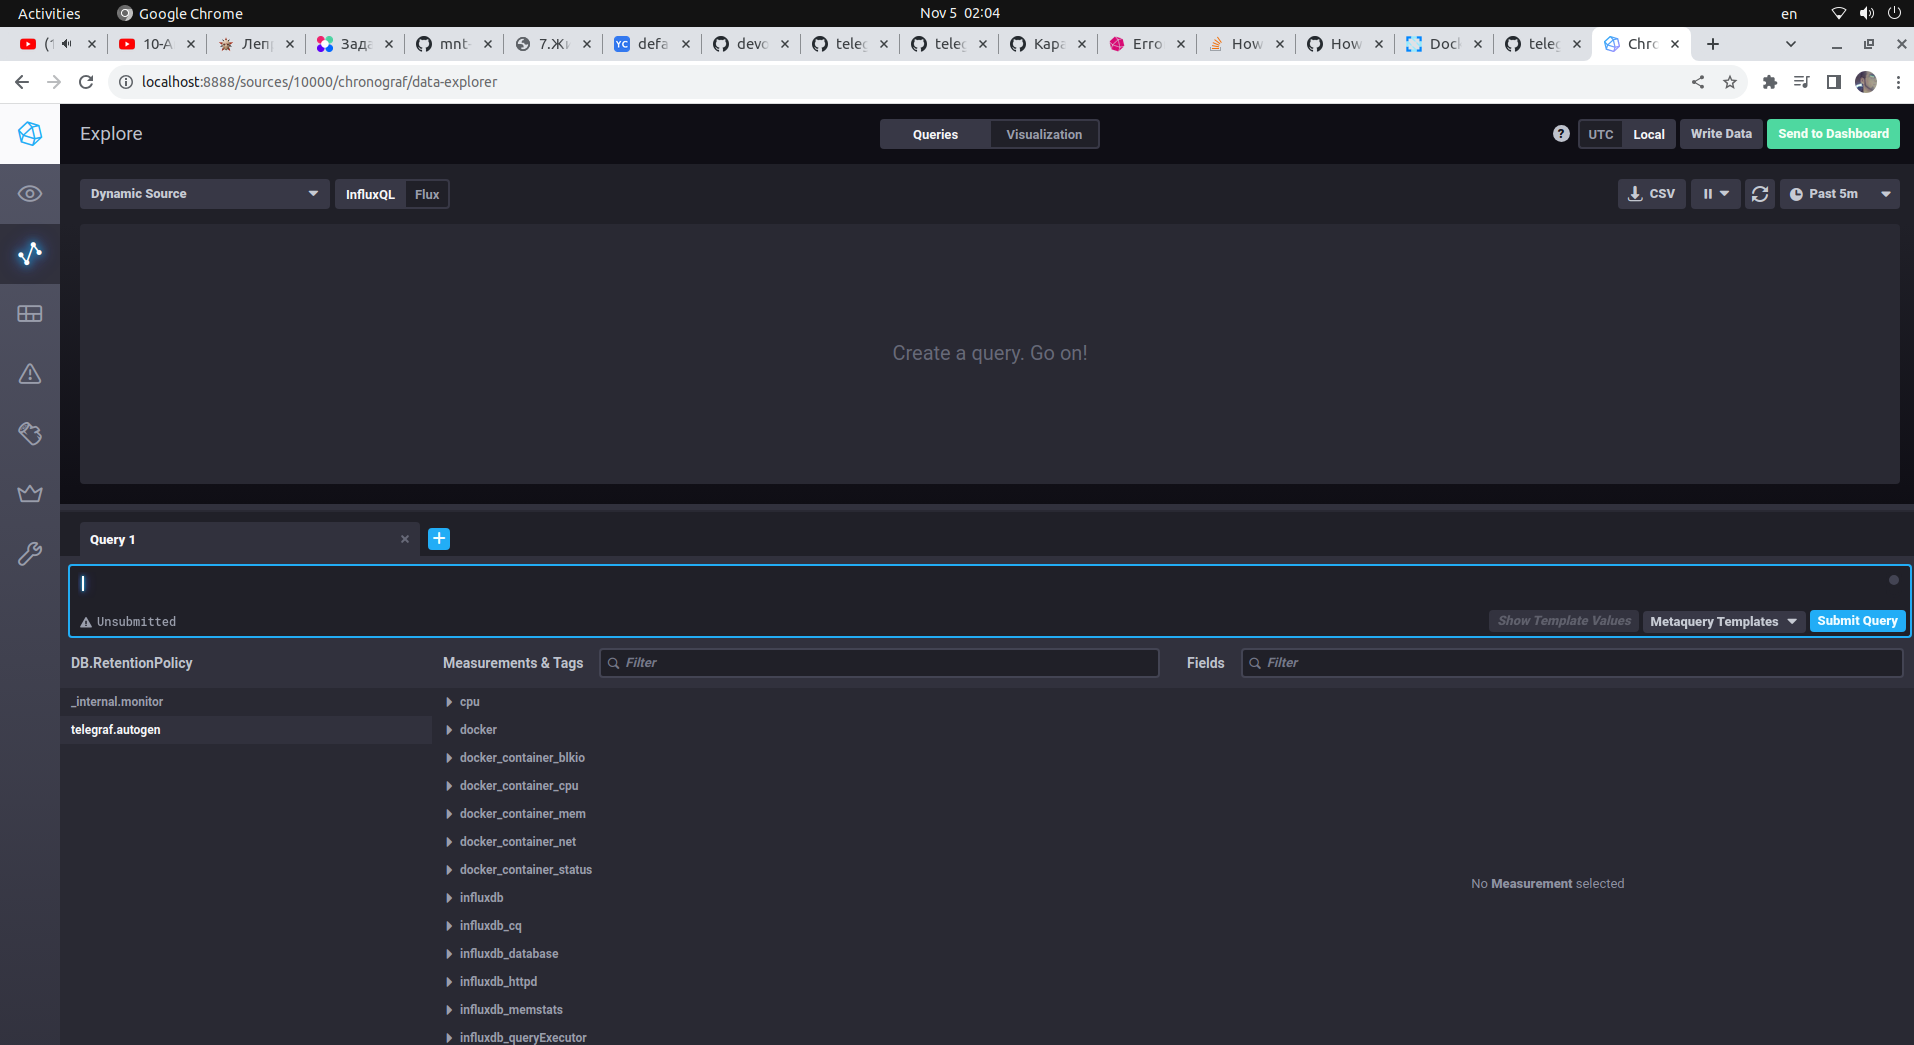 Activities Google Chrome Nov 5 02:04 en
(1 10-A Леп Зада mnt- 7.Жи YC defa devo teleg teleg Кара Erro How How Dock teleg Chro
localhost:8888/sources/10000/chronograf/data-explorer
Explore Queries Visualization ? UTC Local Write Data Send to Dashboard
Dynamic Source InfluxQL Flux CSV Past 5m
Create a query. Go on!
Query 1
Unsubmitted Show Template Values Metaquery Templates Submit Query
DB.RetentionPolicy Measurements & Tags Filter Fields Filter
_internal.monitor cpu
telegraf.autogen docker
docker_container_blkio
docker_container_cpu
docker_container_mem
docker_container_net
docker_container_status
No Measurement selected
influxdb
influxdb_cq
influxdb_database
influxdb_httpd
influxdb_memstats
influxdb_queryExecutor